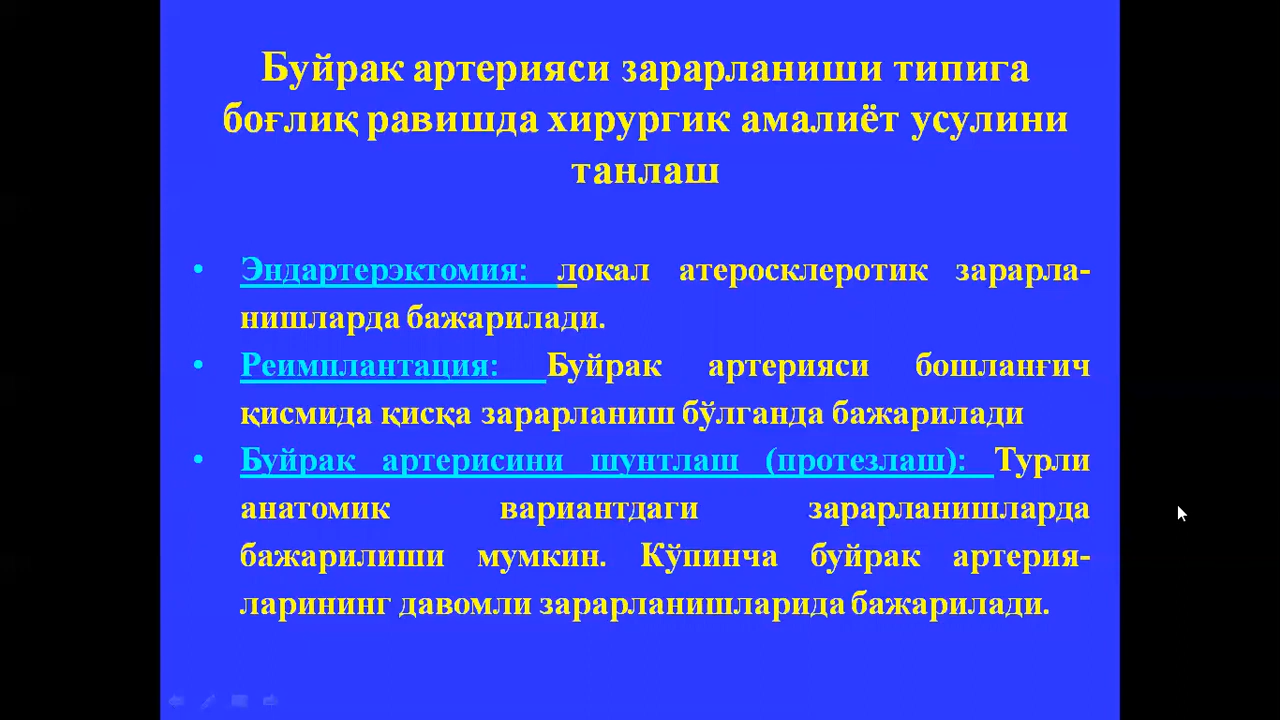 Буйрак артерияси зарарланиши типига
боғлиқ равишда хирургик амалиёт усулини
танлаш
• Эндартерэктомия: локал атеросклеротик зарарла-
нишларда бажарилади.
• Реимплантация: Буйрак артерияси бошланғич
қисмида қисқа зарарланиш бўлганда бажарилади
• Буйрак артерисини шунтлаш (протезлаш): Турли
анатомик вариантдаги зарарланишларда
бажарилиши мумкин. Кўпинча буйрак артерия-
ларининг давомли зарарланишларида бажарилади.